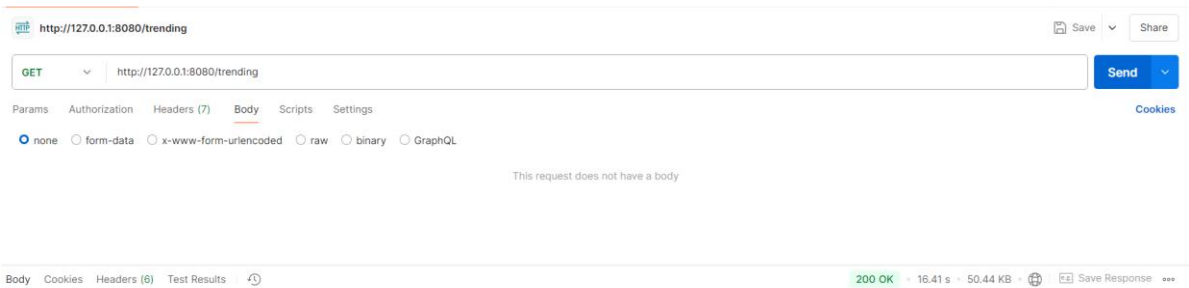 HTTP http://127.0.0.1:8080/trending Save Share
GET http://127.0.0.1:8080/trending Send
Params Authorization Headers (7) Body Scripts Settings Cookies
none form-data x-www-form-urlencoded raw binary GraphQL
This request does not have a body
Body Cookies Headers (6) Test Results 200 OK • 16.41 s • 50.44 KB • Save Response